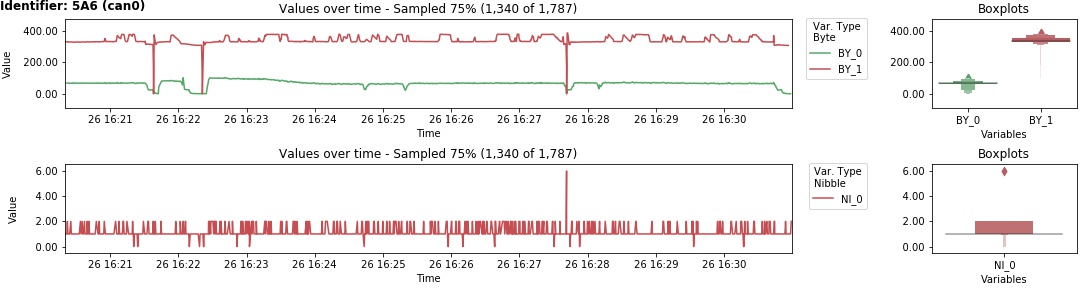 Identifier: 5A6 (can0)
Values over time - Sampled 75% (1,340 of 1,787)
Value
400.00
200.00
0.00
26 16:21 26 16:22 26 16:23 26 16:24 26 16:25 26 16:26 26 16:27 26 16:28 26 16:29 26 16:30
Time
Var. Type
Byte
BY_0
BY_1
Boxplots
400.00
200.00
0.00
BY_0 BY_1
Variables
Values over time - Sampled 75% (1,340 of 1,787)
Value
6.00
4.00
2.00
0.00
26 16:21 26 16:22 26 16:23 26 16:24 26 16:25 26 16:26 26 16:27 26 16:28 26 16:29 26 16:30
Time
Var. Type
Nibble
NI_0
Boxplots
6.00
4.00
2.00
0.00
NI_0
Variables